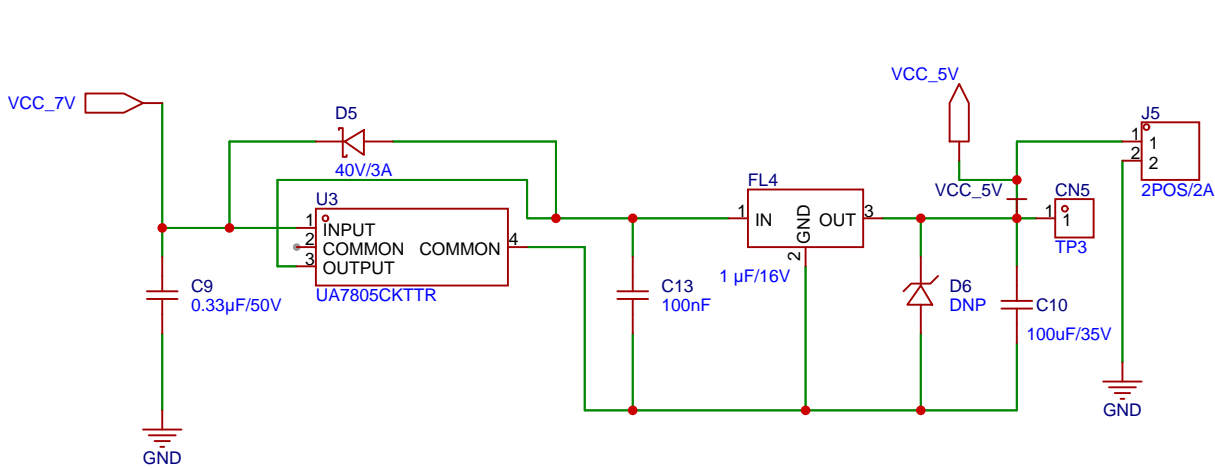 VCC_5V
VCC_7V
D5
40V/3A
J5
1
2
1
2
2POS/2A
U3
1
2
3
INPUT
COMMON
OUTPUT
COMMON
4
UA7805CKTTR
FL4
1
IN
GND
OUT
3
2
1 µF/16V
VCC_5V
CN5
1
1
TP3
C9
0.33µF/50V
C13
100nF
D6
DNP
C10
100uF/35V
GND
GND